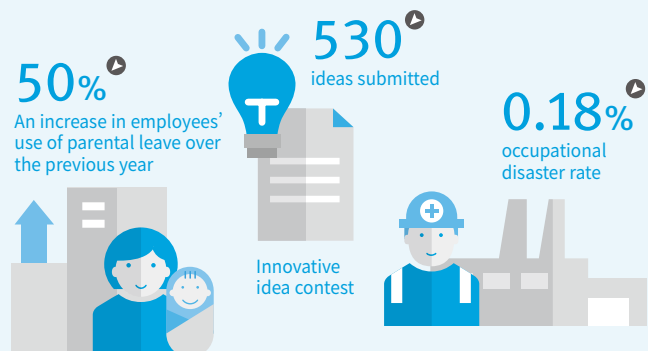 50%
An increase in employees’
use of parental leave over
the previous year
530
ideas submitted
Innovative
idea contest
0.18%
occupational
disaster rate